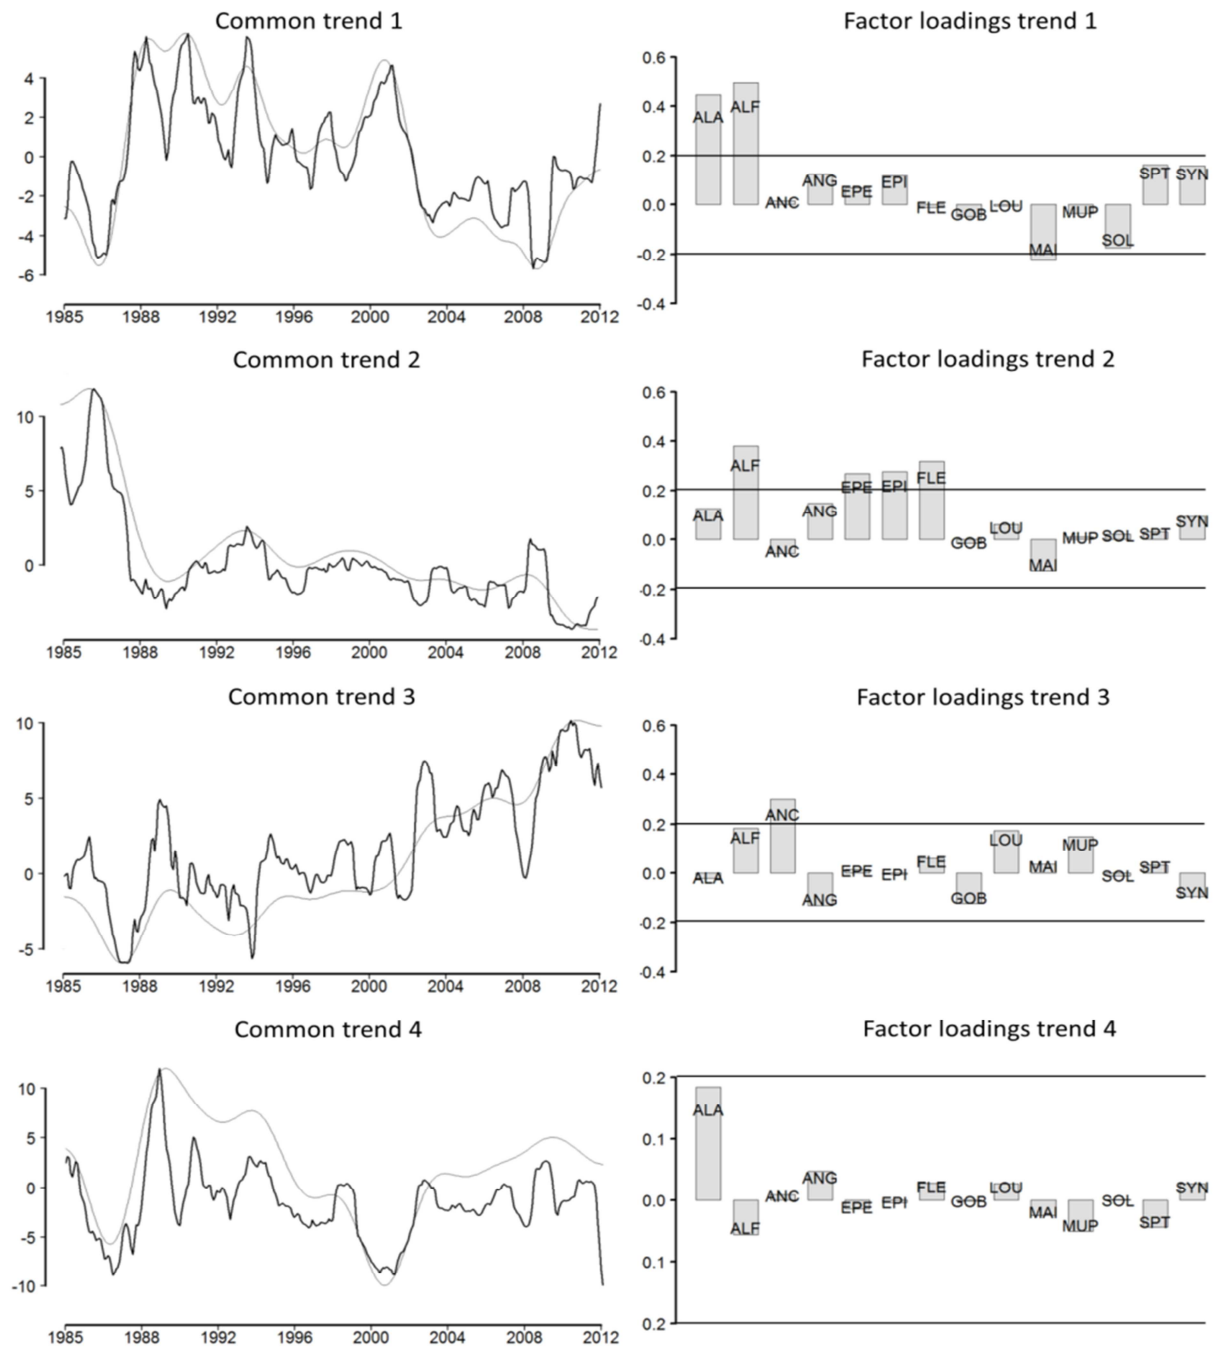 Common trend 1
Factor loadings trend 1
4
2
0
-2
-4
-6
1985 1988 1992 1996 2000 2004 2008 2012
0.6
0.4
0.2
0.0
-0.2
-0.4
ALA ALF ANC ANG EPE EPI FLE GOB LOU MAI MUP SOL SPT SYN
Common trend 2
Factor loadings trend 2
10
5
0
1985 1988 1992 1996 2000 2004 2008 2012
0.6
0.4
0.2
0.0
-0.2
-0.4
ALA ALF ANC ANG EPE EPI FLE GOB LOU MAI MUP SOL SPT SYN
Common trend 3
Factor loadings trend 3
10
5
0
-5
1985 1988 1992 1996 2000 2004 2008 2012
0.6
0.4
0.2
0.0
-0.2
-0.4
ALA ALF ANC ANG EPE EPI FLE GOB LOU MAI MUP SOL SPT SYN
Common trend 4
Factor loadings trend 4
10
5
0
-5
-10
1985 1988 1992 1996 2000 2004 2008 2012
0.2
0.1
0.0
0.1
0.2
ALA ALF ANC ANG EPE EPI FLE GOB LOU MAI MUP SOL SPT SYN